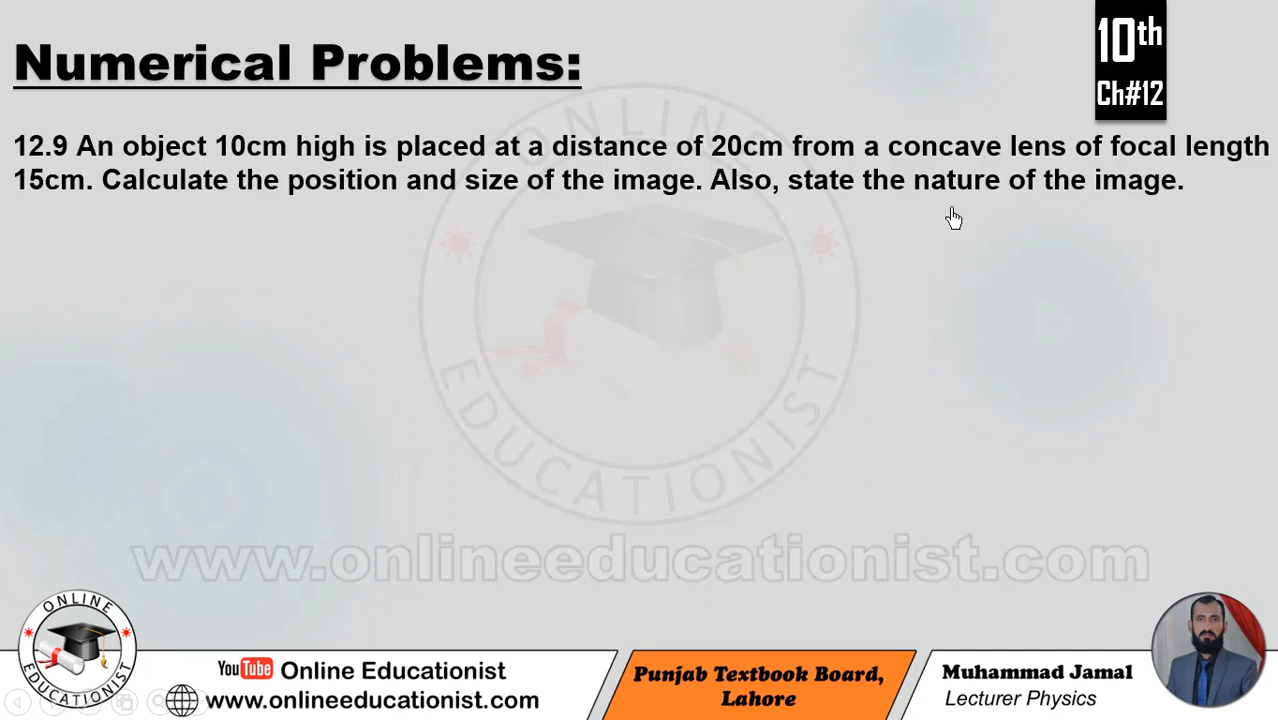 Numerical Problems:
10th
Ch#12
12.9 An object 10cm high is placed at a distance of 20cm from a concave lens of focal length
15cm. Calculate the position and size of the image. Also, state the nature of the image.
ONLINE
EDUCATIONIST
www.onlineeducationist.com
ONLINE
EDUCATIONIST
YouTube Online Educationist
www.onlineeducationist.com
Punjab Textbook Board,
Lahore
Muhammad Jamal
Lecturer Physics